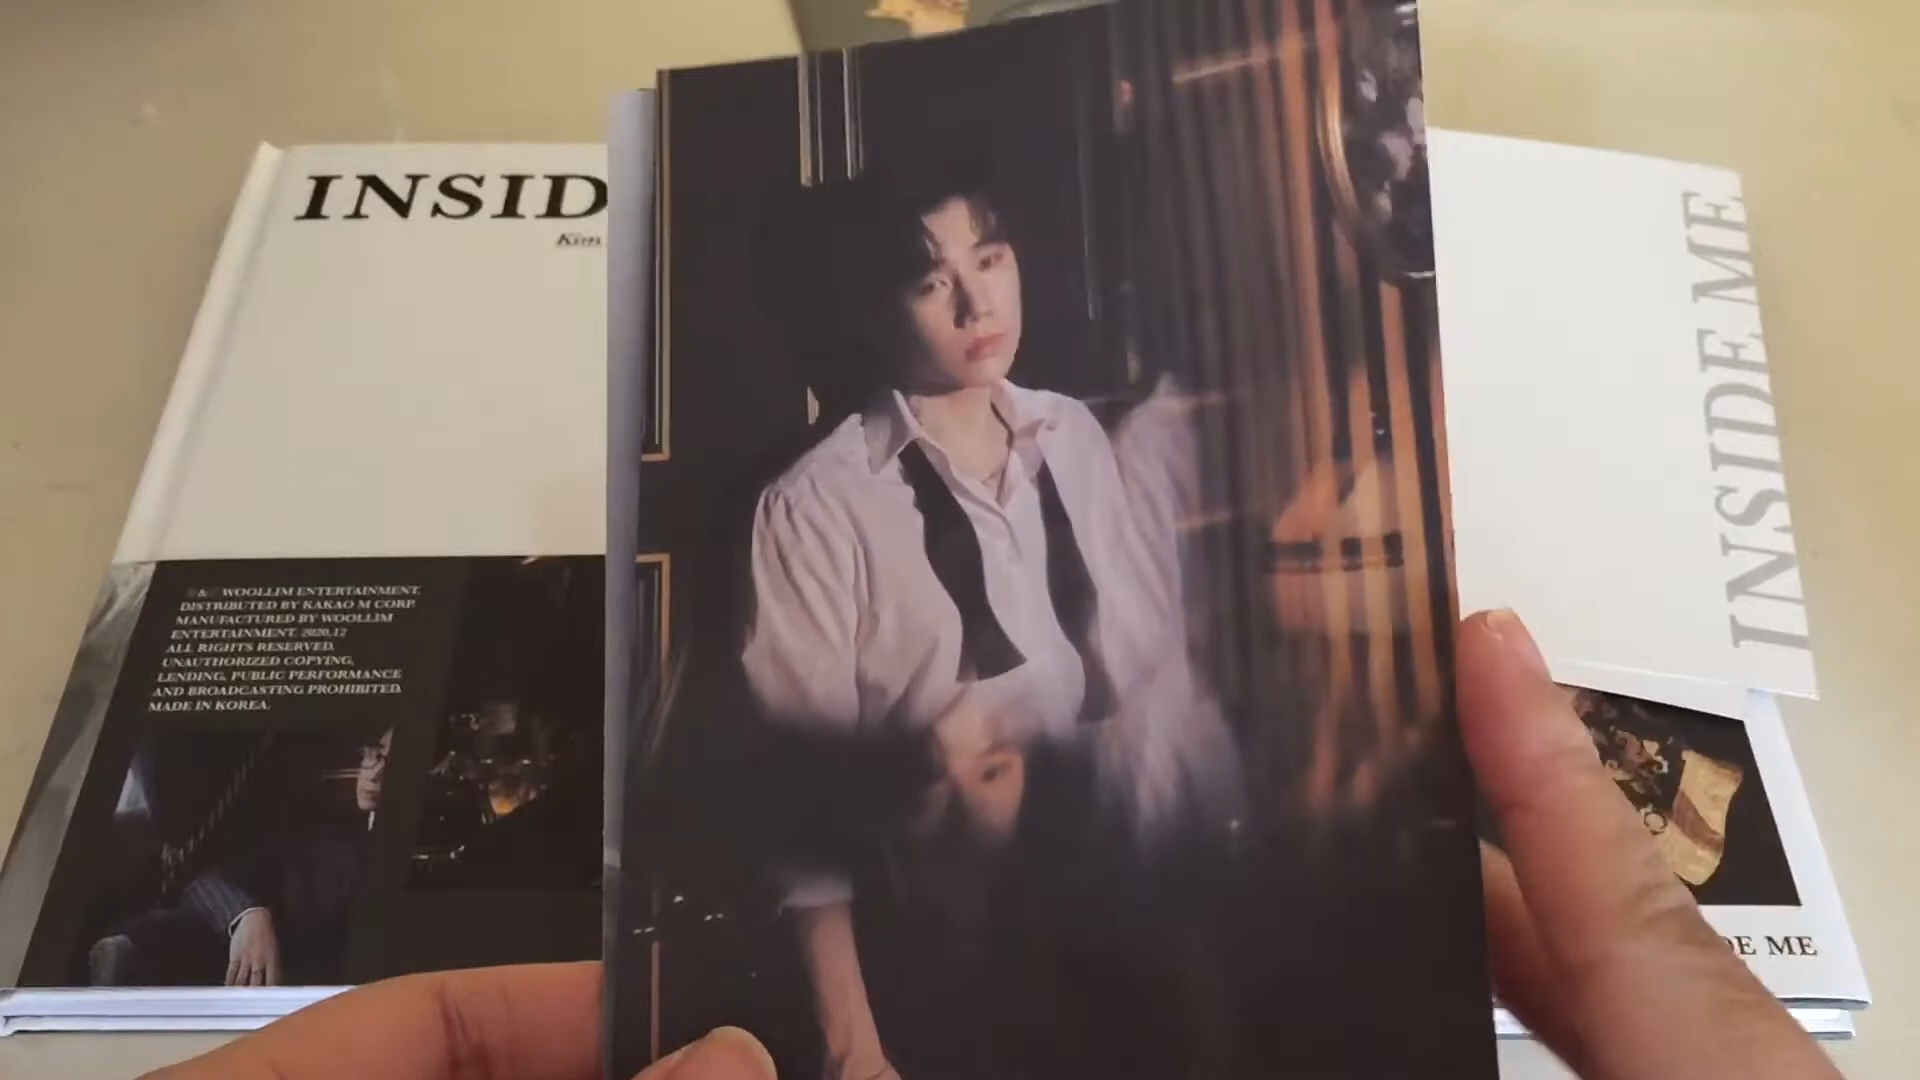 INSID
Kim
& WOOLLIM ENTERTAINMENT,
DISTRIBUTED BY KAKAO M CORP.
MANUFACTURED BY WOOLLIM
ENTERTAINMENT, 2020.12
ALL RIGHTS RESERVED.
UNAUTHORIZED COPYING,
LENDING, PUBLIC PERFORMANCE
AND BROADCASTING PROHIBITED.
MADE IN KOREA.
INSIDE ME
DE ME